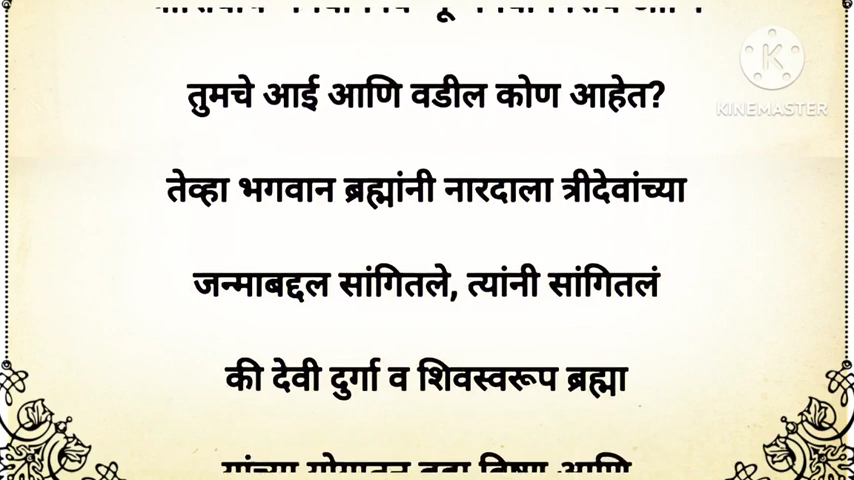 तुमचे आई आणि वडील कोण आहेत?
तेव्हा भगवान ब्रह्मांनी नारदाला त्रीदेवांच्या
जन्माबद्दल सांगितले, त्यांनी सांगितलं
की देवी दुर्गा व शिवस्वरूप ब्रह्मा
K
KINEMASTER